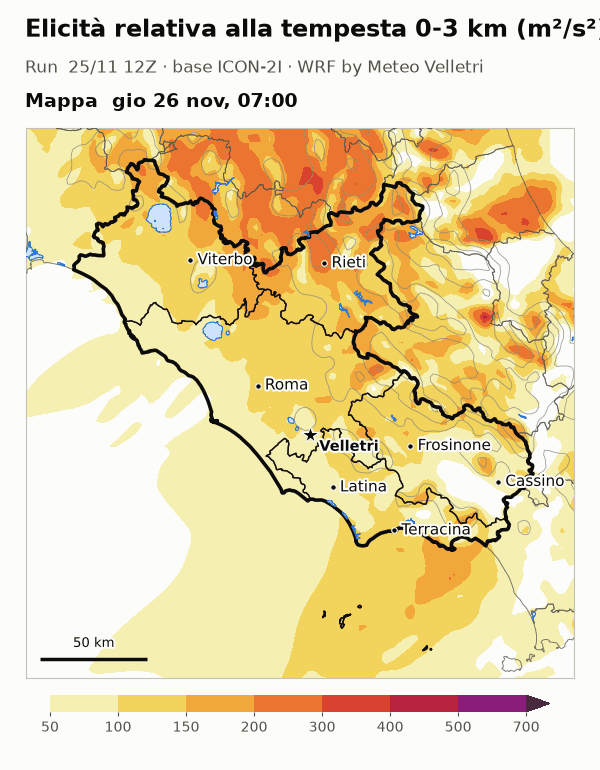 Elicità relativa alla tempesta 0-3 km (m²/s²)
Run 25/11 12Z · base ICON-2I · WRF by Meteo Velletri
Mappa gio 26 nov, 07:00
Viterbo
Rieti
Roma
Velletri
Frosinone
Cassino
Latina
Terracina
50 km
50 100 150 200 300 400 500 700